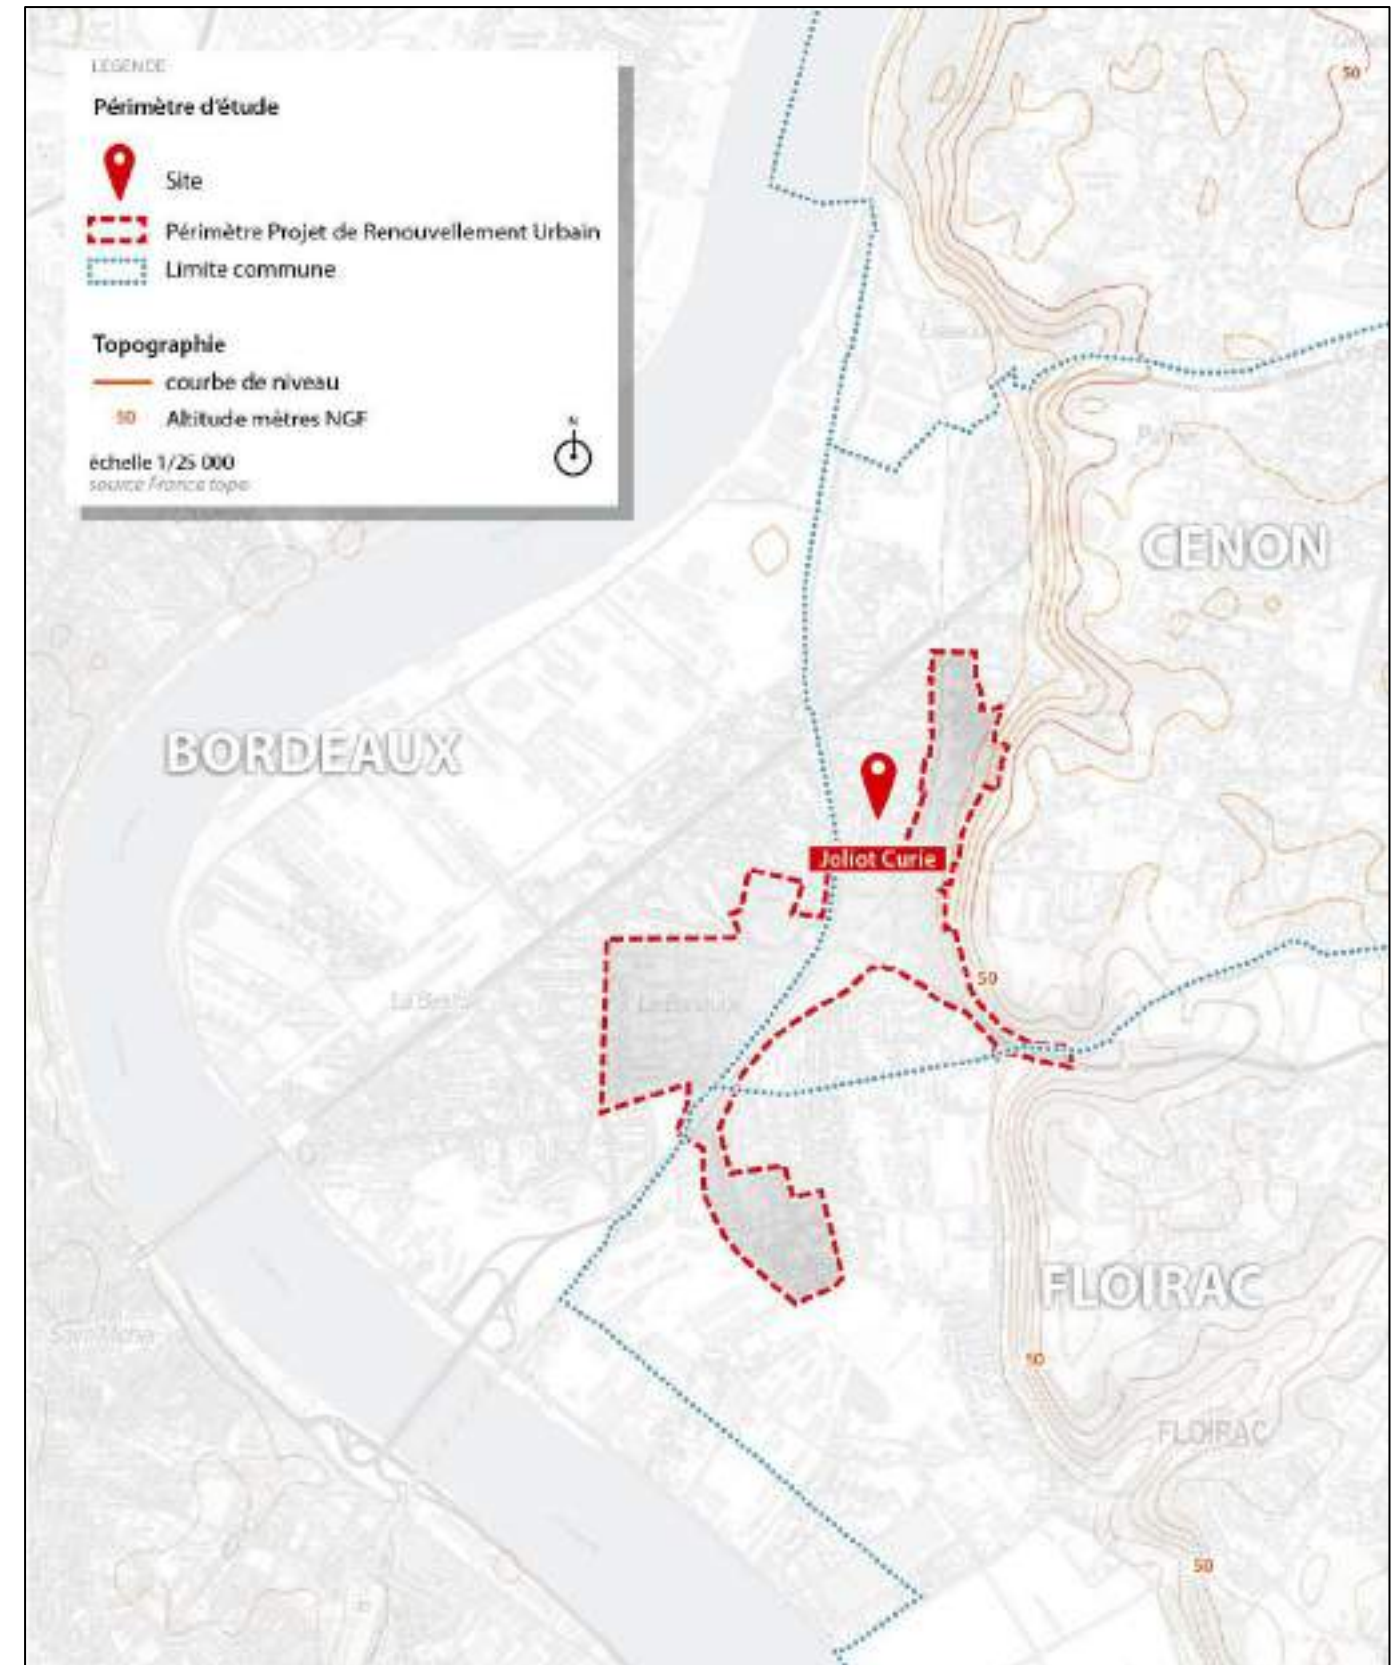 LEGENDE
Périmètre d'étude
Site
Périmètre Projet de Renouvellement Urbain
Limite commune
Topographie
courbe de niveau
50 Altitude mètres NGF
échelle 1/25 000
source France topo
N
50
CENON
BORDEAUX
Joliot Curie
50
FLOIRAC
50
FLOIRAC
50